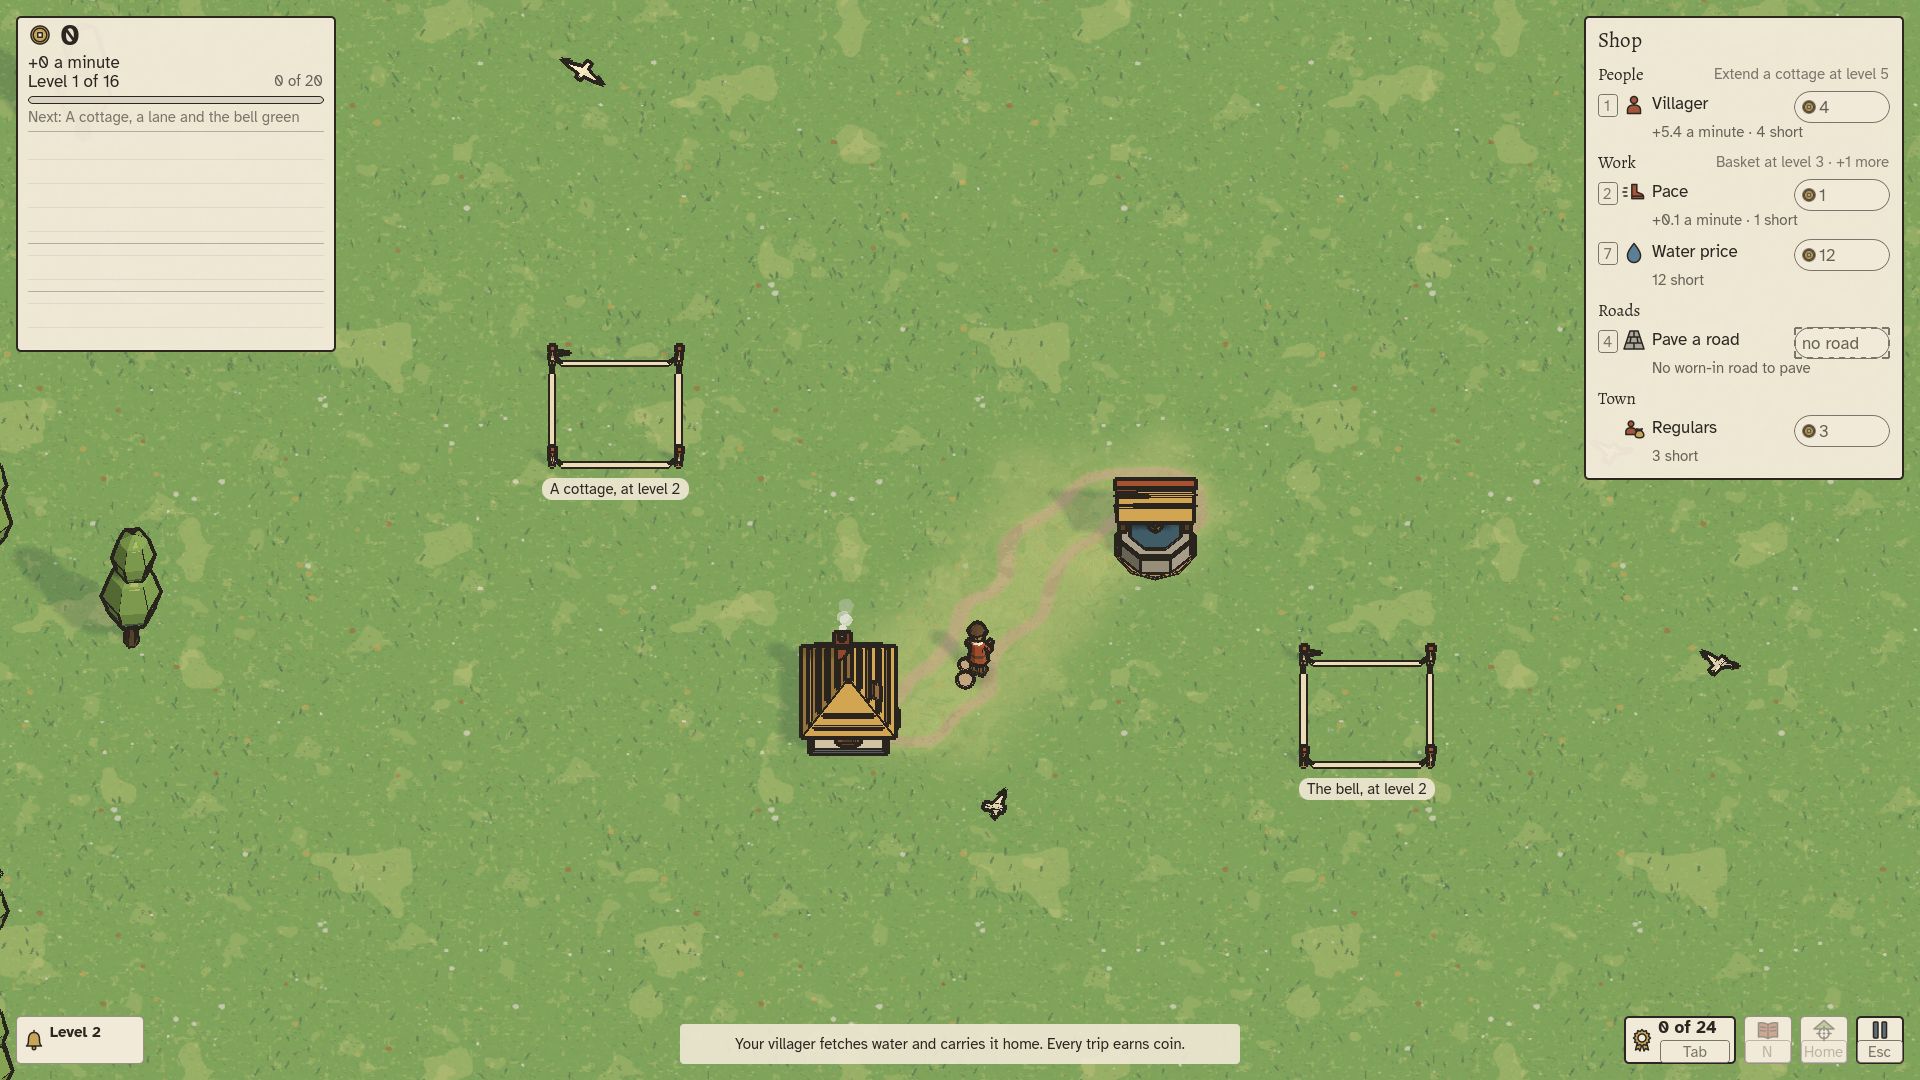 0
+0 a minute
Level 1 of 16
0 of 20
Next: A cottage, a lane and the bell green
Shop
People
Extend a cottage at level 5
1
Villager
4
+5.4 a minute · 4 short
Work
Basket at level 3 · +1 more
2
Pace
1
+0.1 a minute · 1 short
7
Water price
12
12 short
Roads
4
Pave a road
no road
No worn-in road to pave
Town
Regulars
3
3 short
A cottage, at level 2
The bell, at level 2
Level 2
Your villager fetches water and carries it home. Every trip earns coin.
0 of 24
Tab
N
Home
Esc